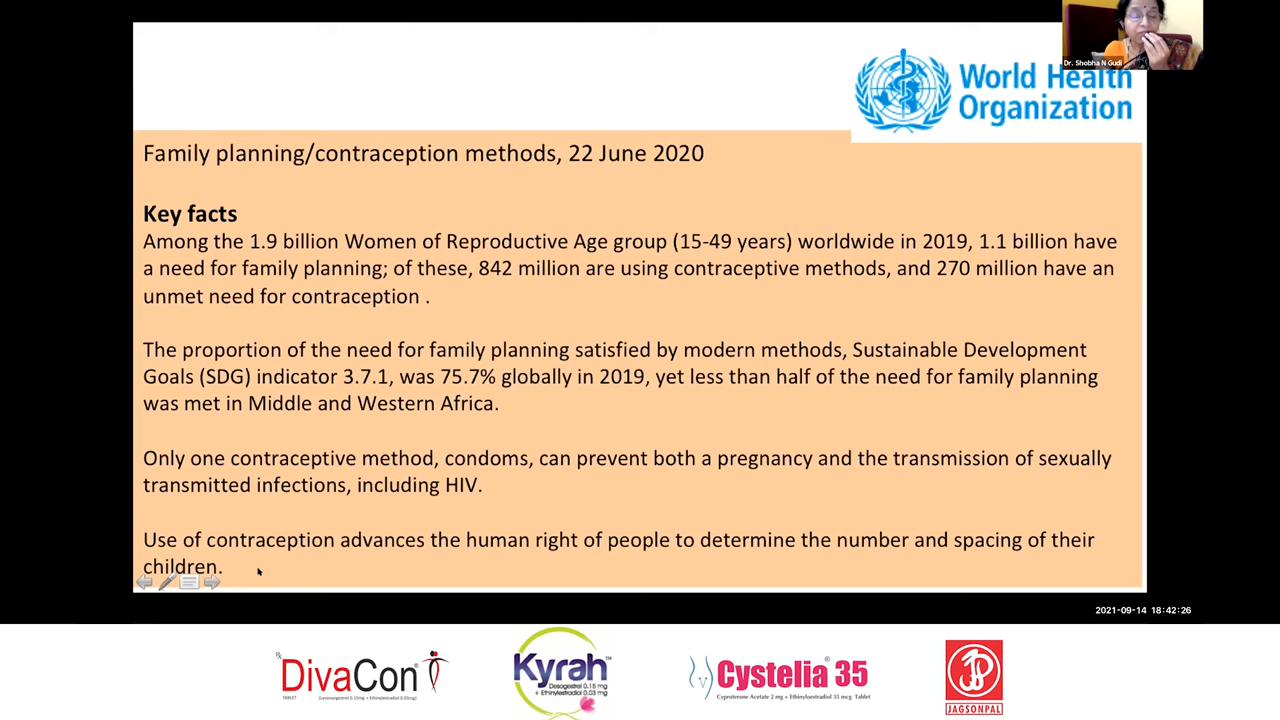 Dr. Shobha N Gudi
World Health
Organization
Family planning/contraception methods, 22 June 2020
Key facts
Among the 1.9 billion Women of Reproductive Age group (15-49 years) worldwide in 2019, 1.1 billion have
a need for family planning; of these, 842 million are using contraceptive methods, and 270 million have an
unmet need for contraception .
The proportion of the need for family planning satisfied by modern methods, Sustainable Development
Goals (SDG) indicator 3.7.1, was 75.7% globally in 2019, yet less than half of the need for family planning
was met in Middle and Western Africa.
Only one contraceptive method, condoms, can prevent both a pregnancy and the transmission of sexually
transmitted infections, including HIV.
Use of contraception advances the human right of people to determine the number and spacing of their
children.
2021-09-14 18:42:26
Rx
DivaCon®
TABLET (Levonorgestrel 0.15mg + Ethinylestradiol 0.03mg)
Kyrah™
Desogestrel 0.15 mg
+ Ethinylestradiol 0.03 mg
Cystelia® 35
Cyproterone Acetate 2 mg + Ethinyloestradiol 35 mcg Tablet
JAGSONPAL